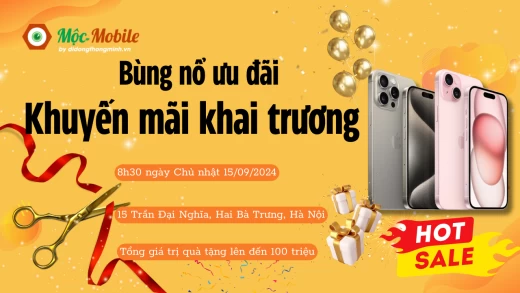 Mộc-Mobile
by didongthongminh.vn
Bùng nổ ưu đãi
Khuyến mãi khai trương
8h30 ngày Chủ nhật 15/09/2024
15 Trần Đại Nghĩa, Hai Bà Trưng, Hà Nội
Tổng giá trị quà tặng lên đến 100 triệu
HOT
SALE